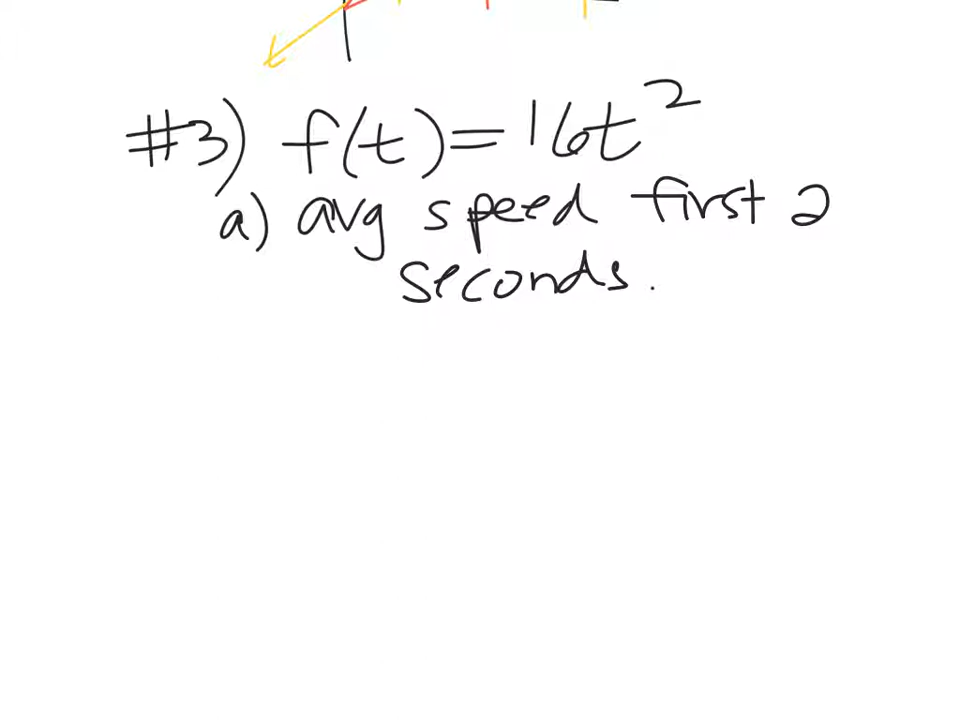 #3) f(t)=16t²
a) avg speed first 2
seconds.